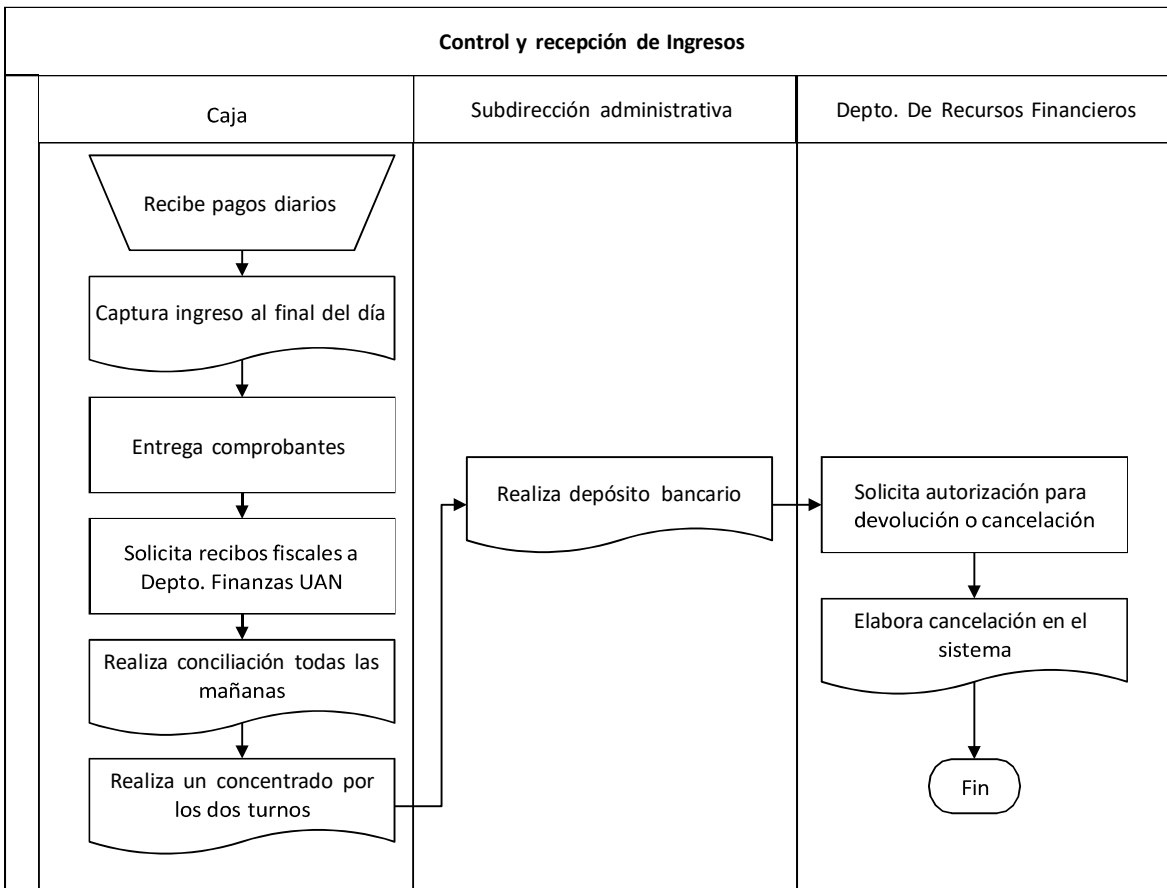 Control y recepción de Ingresos
Caja
Subdirección administrativa
Depto. De Recursos Financieros
Recibe pagos diarios
Captura ingreso al final del día
Entrega comprobantes
Solicita recibos fiscales a
Depto. Finanzas UAN
Realiza conciliación todas las
mañanas
Realiza un concentrado por
los dos turnos
Realiza depósito bancario
Solicita autorización para
devolución o cancelación
Elabora cancelación en el
sistema
Fin